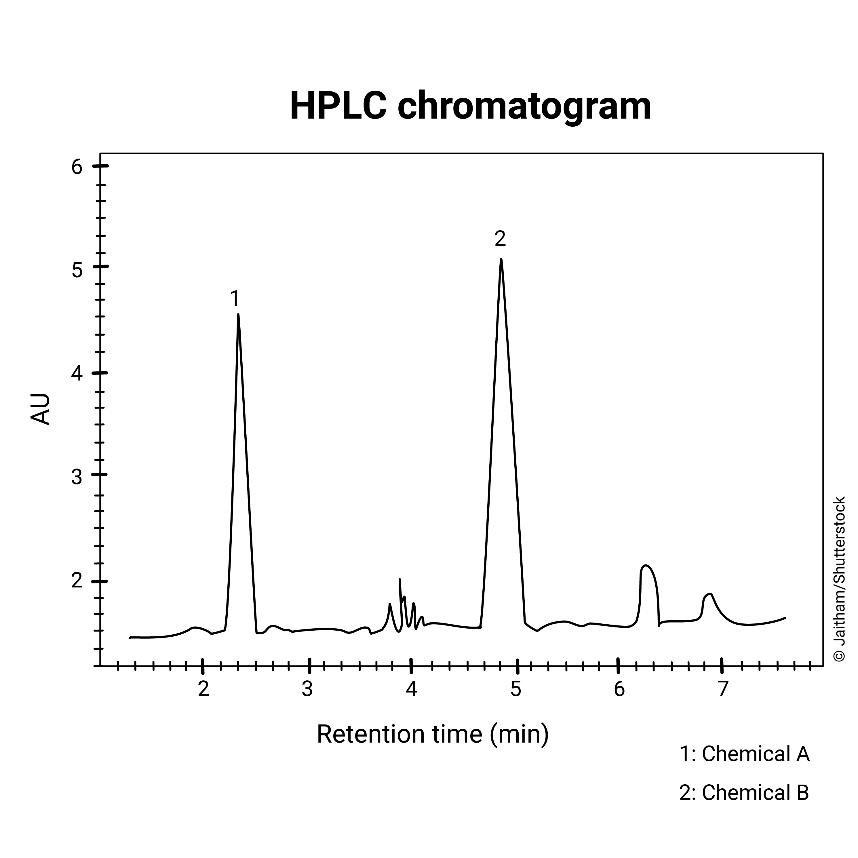 HPLC chromatogram
6
5
4
3
2
AU
1
2
2 3 4 5 6 7
Retention time (min)
1: Chemical A
2: Chemical B
© Jaitham/Shutterstock